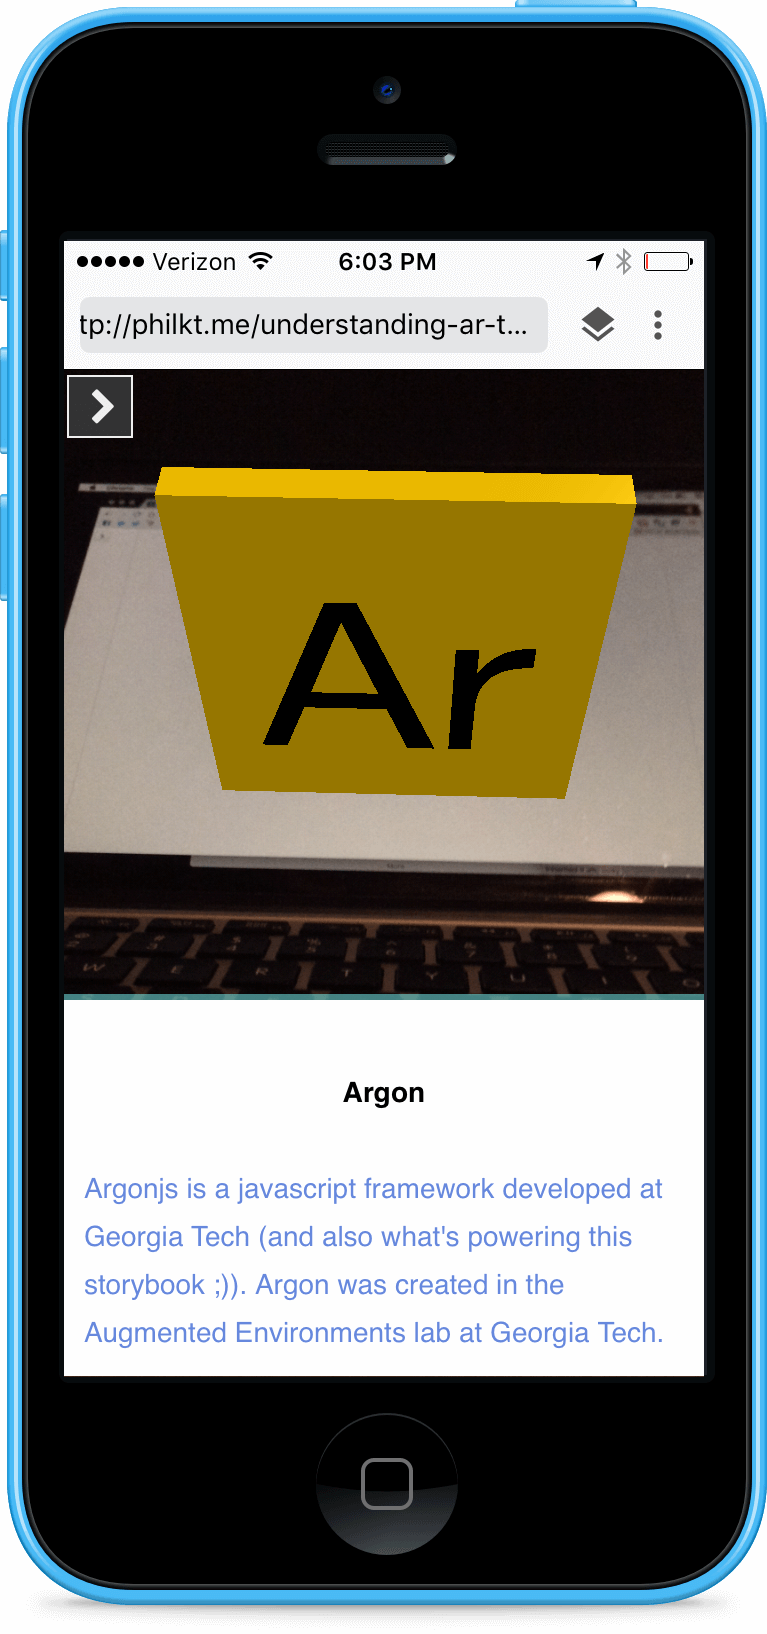 Verizon 6:03 PM
tp://philkt.me/understanding-ar-t...
Ar
W E R T Y U
Argon
Argonjs is a javascript framework developed at
Georgia Tech (and also what's powering this
storybook ;)). Argon was created in the
Augmented Environments lab at Georgia Tech.